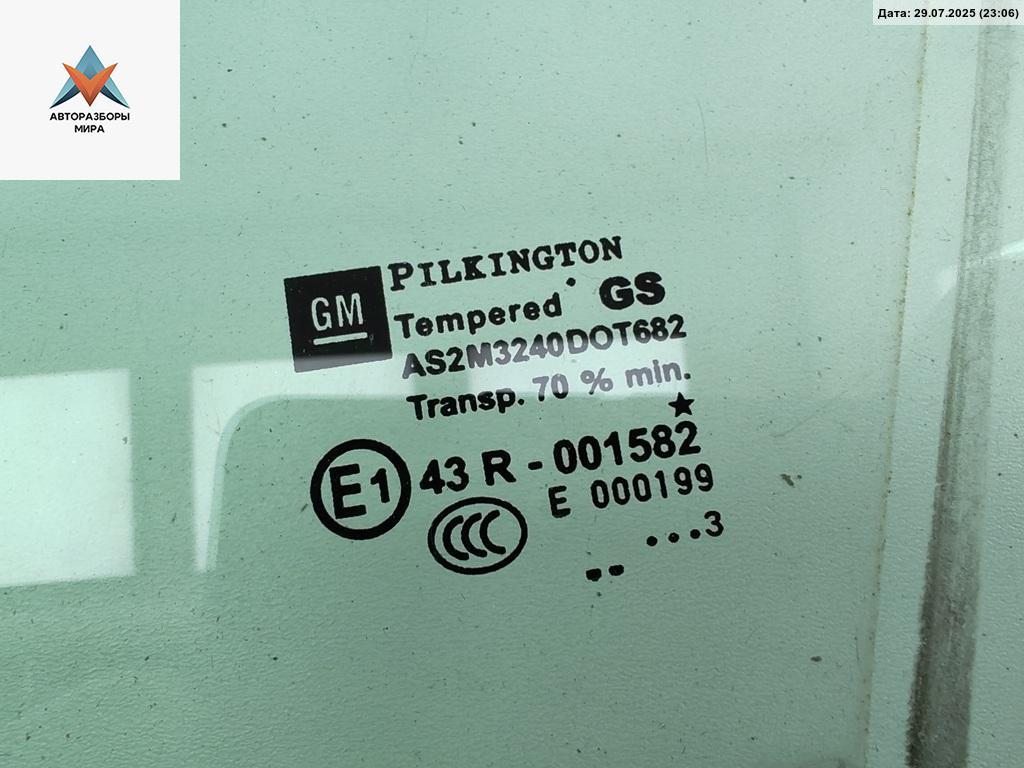 Дата: 29.07.2025 (23:06)
АВТОРАЗБОРЫ
МИРА
GM
PILKINGTON
Tempered GS
AS2M3240DOT682
Transp. 70 % min.
E1 43 R - 001582
CCC E 000199
...3